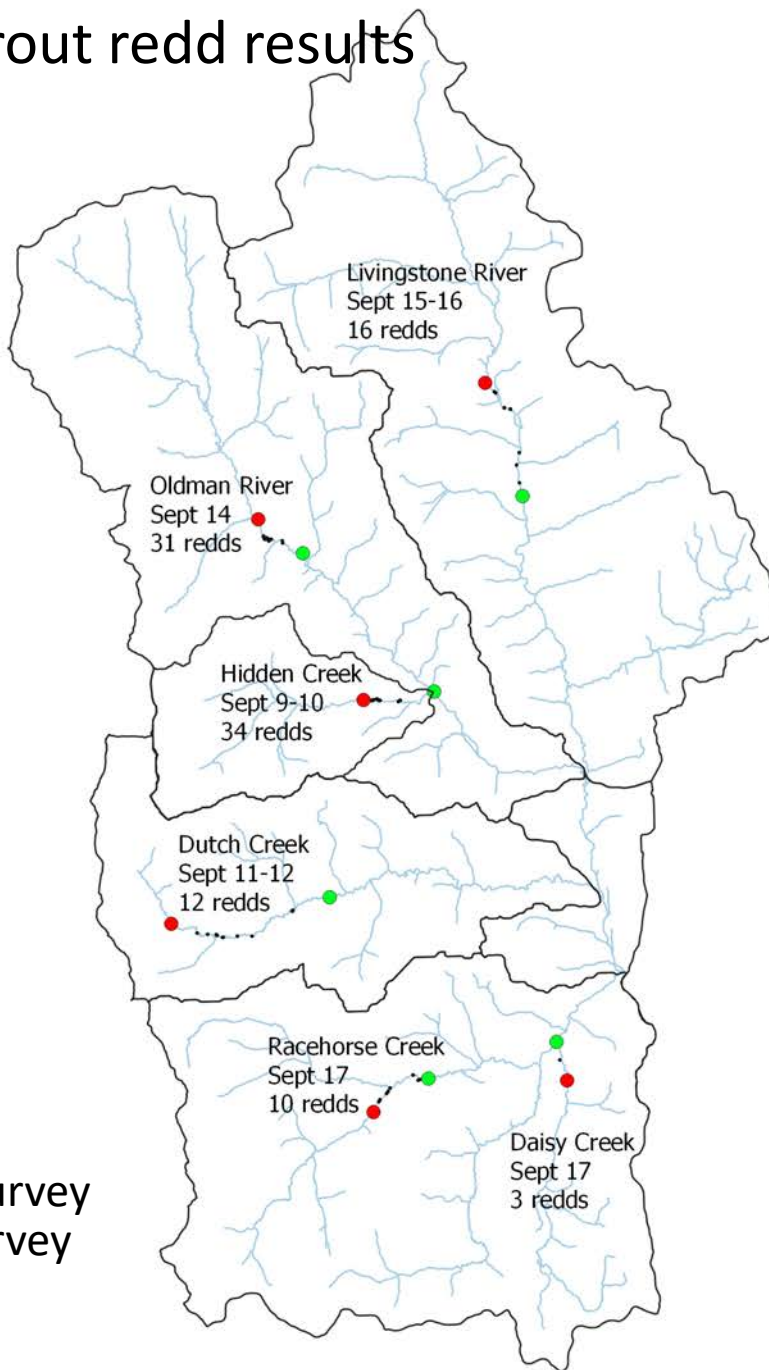 rout redd results
Livingstone River
Sept 15-16
16 redds
Oldman River
Sept 14
31 redds
Hidden Creek
Sept 9-10
34 redds
Dutch Creek
Sept 11-12
12 redds
Racehorse Creek
Sept 17
10 redds
Daisy Creek
Sept 17
3 redds
urvey
rvey